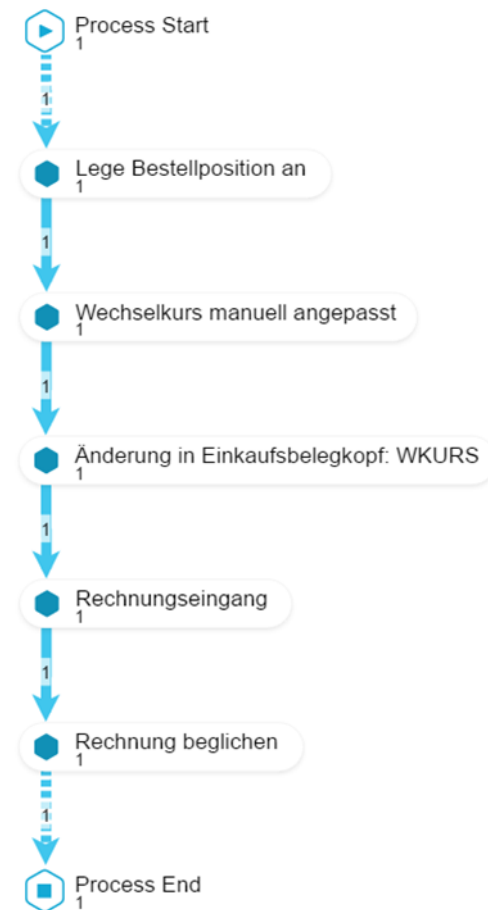 Process Start
1
1
Lege Bestellposition an
1
1
Wechselkurs manuell angepasst
1
1
Änderung in Einkaufsbelegkopf: WKURS
1
1
Rechnungseingang
1
1
Rechnung beglichen
1
1
Process End
1